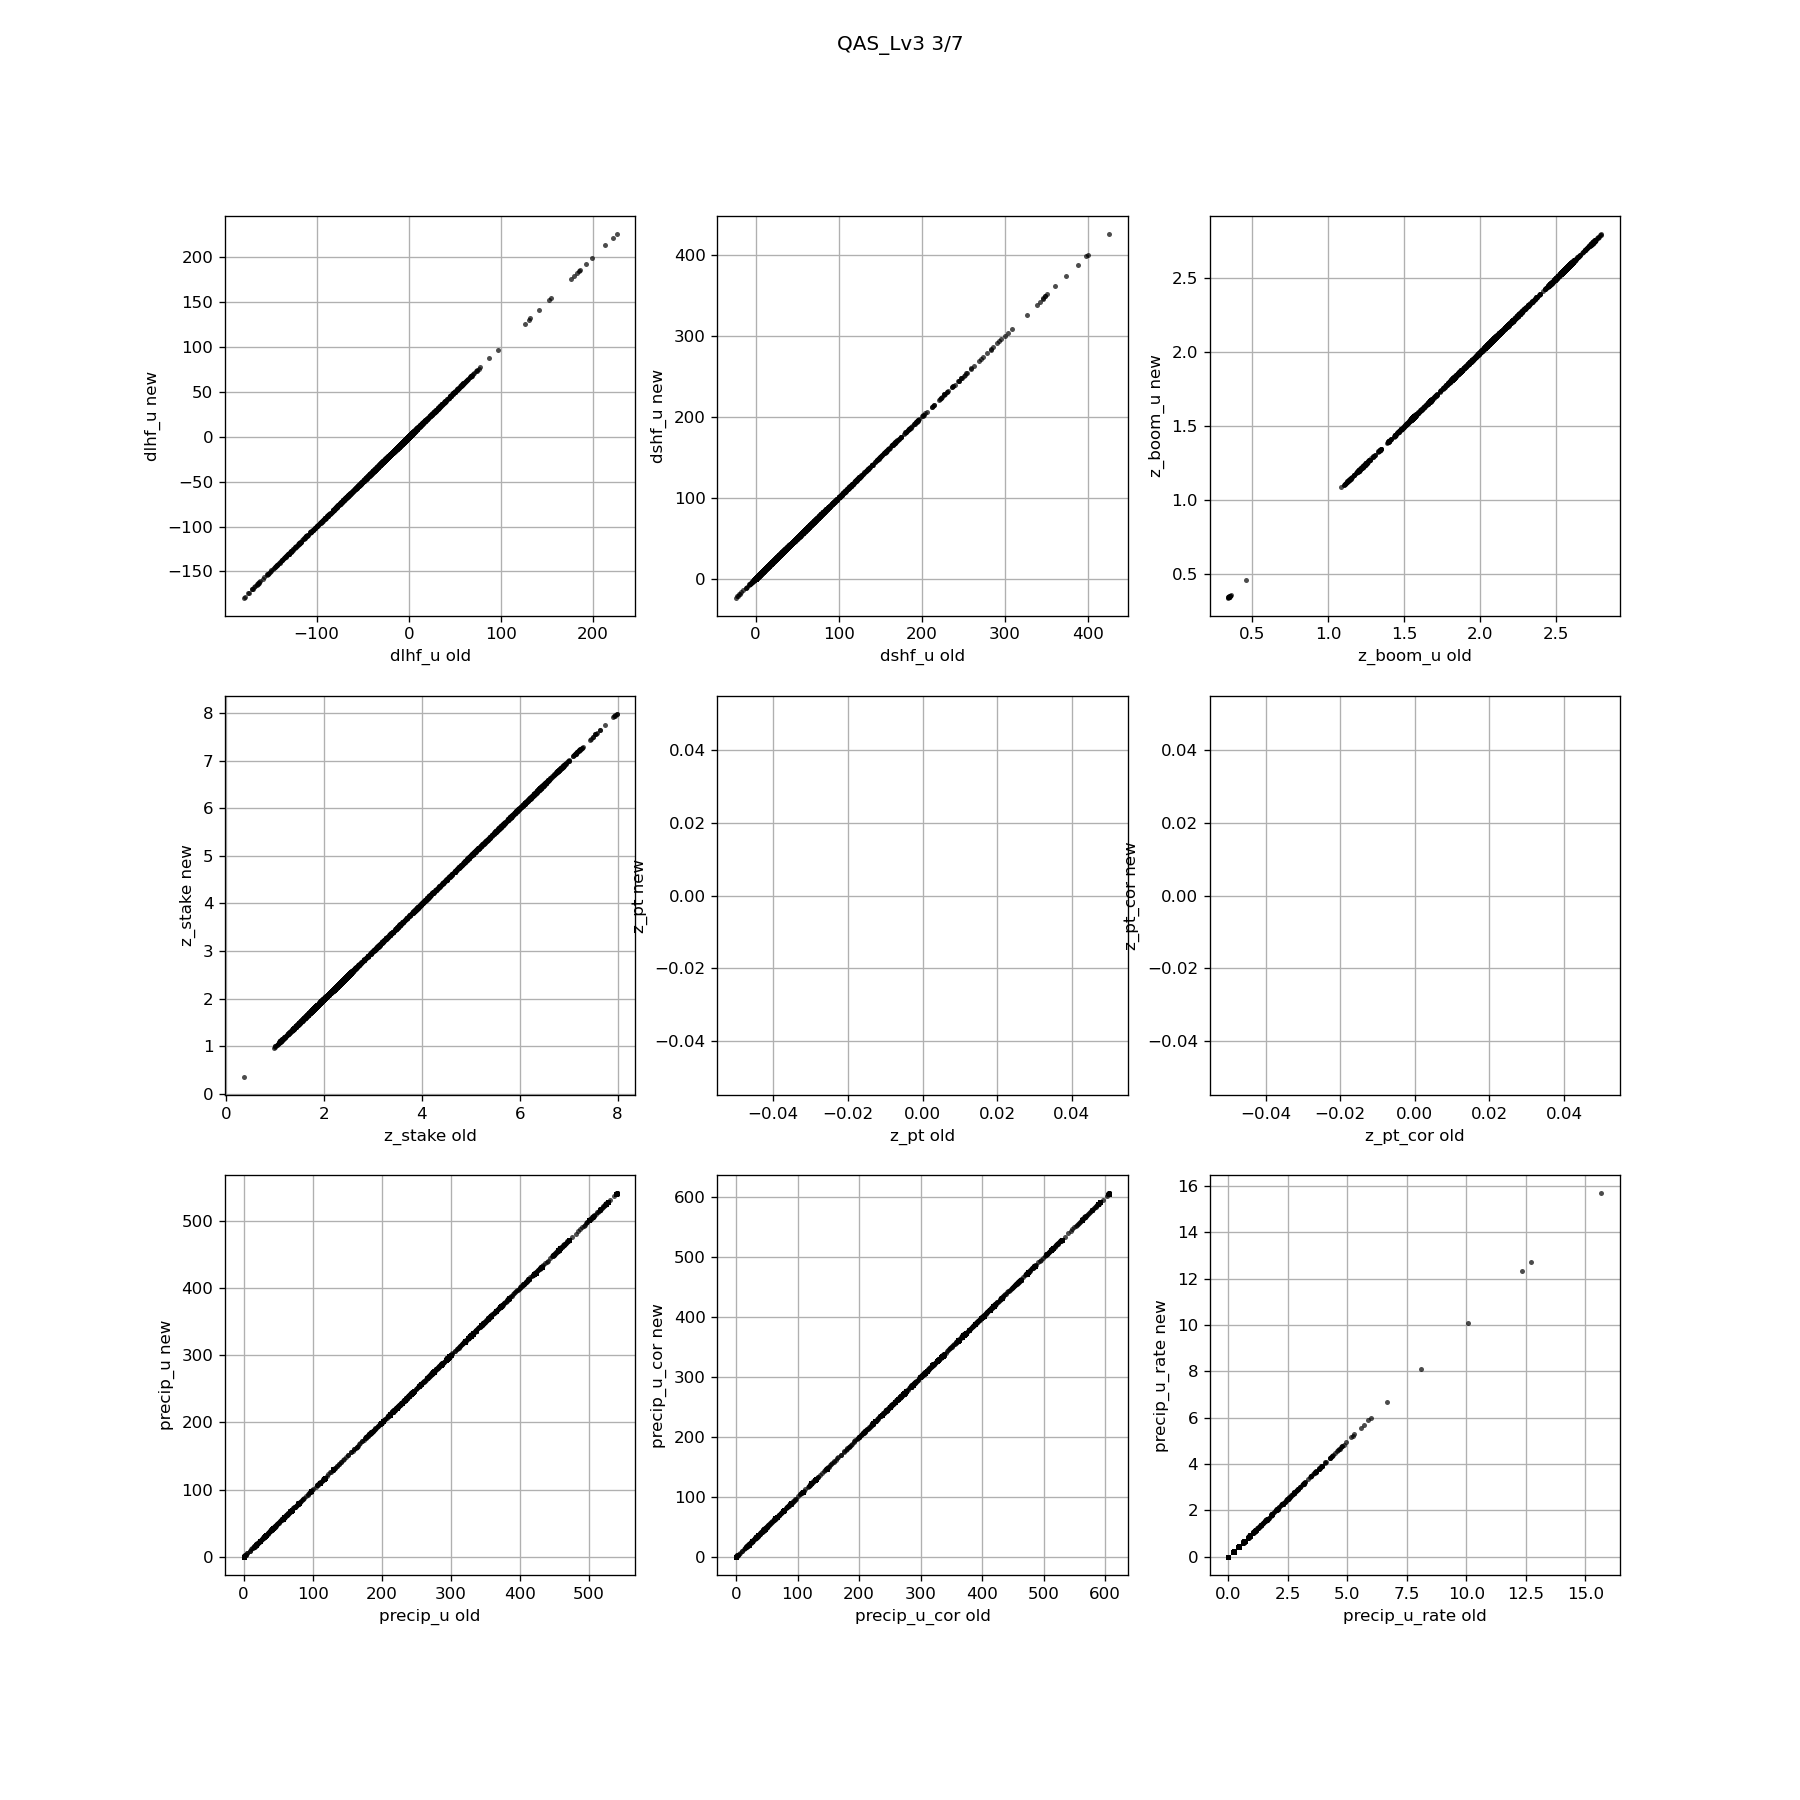 QAS_Lv3 3/7
dlhf_u new
200
150
100
50
0
−50
−100
−150
−100 0 100 200
dlhf_u old
dshf_u new
400
300
200
100
0
0 100 200 300 400
dshf_u old
z_boom_u new
2.5
2.0
1.5
1.0
0.5
0.5 1.0 1.5 2.0 2.5
z_boom_u old
z_stake new
8
7
6
5
4
3
2
1
0
0 2 4 6 8
z_stake old
z_pt new
0.04
0.02
0.00
−0.02
−0.04
−0.04 −0.02 0.00 0.02 0.04
z_pt old
z_pt_cor new
0.04
0.02
0.00
−0.02
−0.04
−0.04 −0.02 0.00 0.02 0.04
z_pt_cor old
precip_u new
500
400
300
200
100
0
0 100 200 300 400 500
precip_u old
precip_u_cor new
600
500
400
300
200
100
0
0 100 200 300 400 500 600
precip_u_cor old
precip_u_rate new
16
14
12
10
8
6
4
2
0
0.0 2.5 5.0 7.5 10.0 12.5 15.0
precip_u_rate old